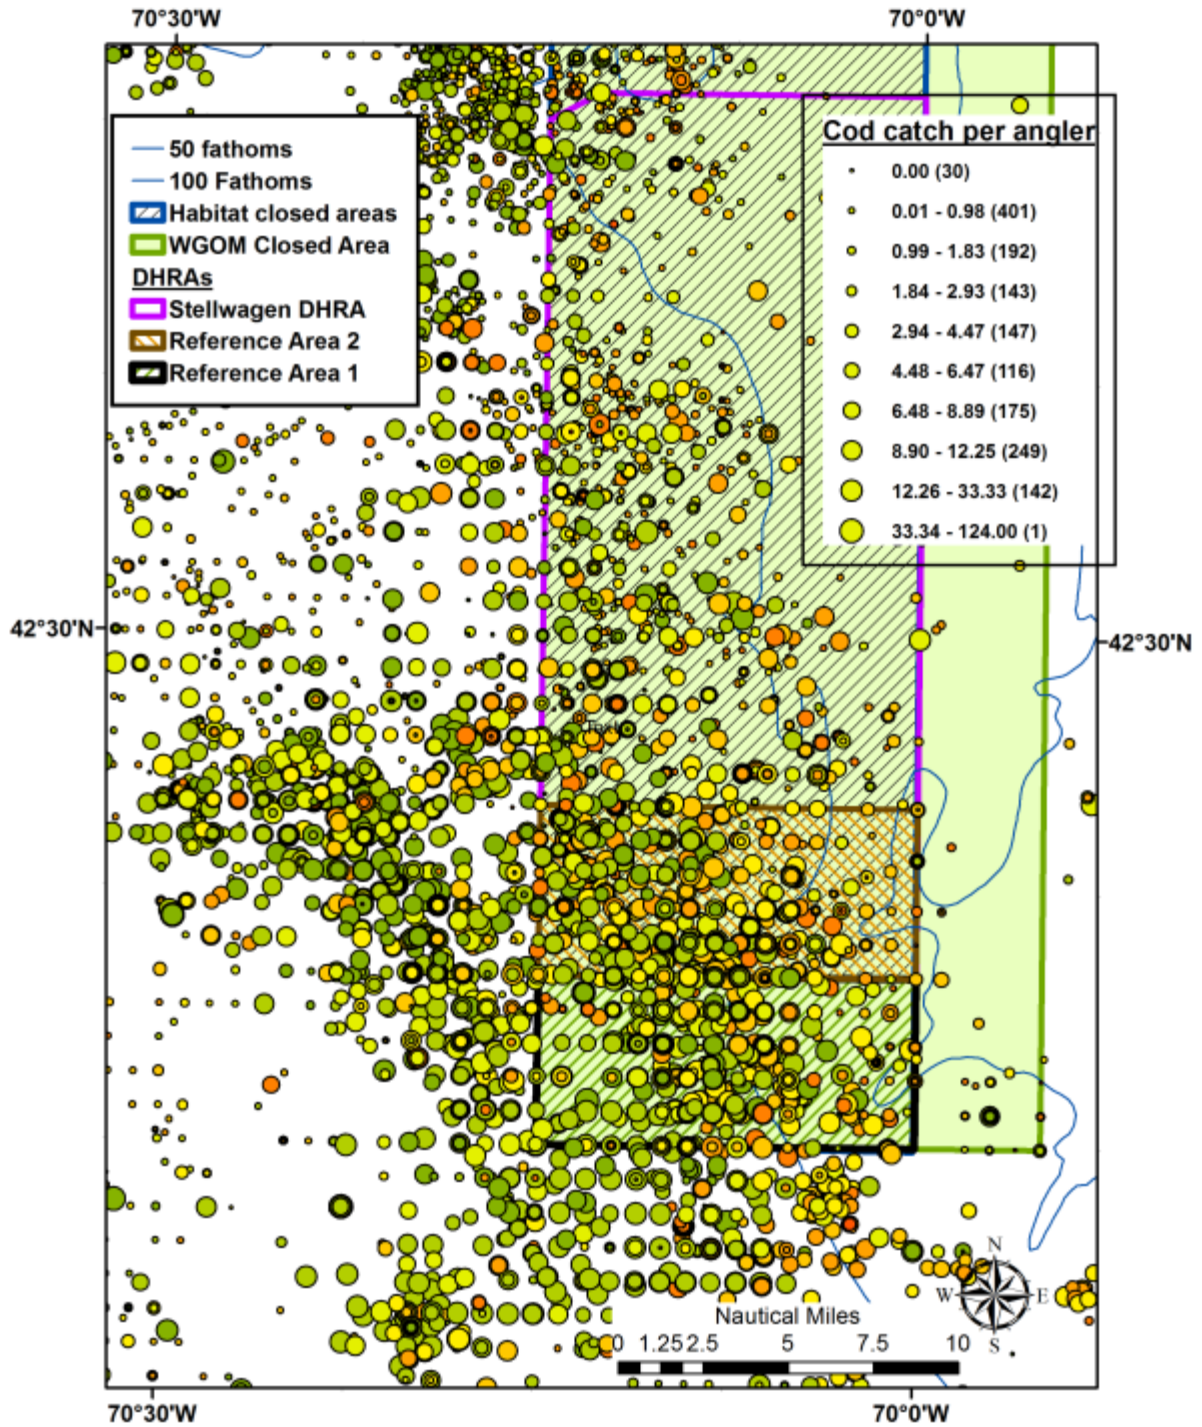 70°30'W 70°0'W
50 fathoms
100 Fathoms
Habitat closed areas
WGOM Closed Area
DHRAs
Stellwagen DHRA
Reference Area 2
Reference Area 1
Cod catch per angler
0.00 (30)
0.01 - 0.98 (401)
0.99 - 1.83 (192)
1.84 - 2.93 (143)
2.94 - 4.47 (147)
4.48 - 6.47 (116)
6.48 - 8.89 (175)
8.90 - 12.25 (249)
12.26 - 33.33 (142)
33.34 - 124.00 (1)
42°30'N 42°30'N
Text
N
W E
S
Nautical Miles
0 1.25 2.5 5 7.5 10
70°30'W 70°0'W